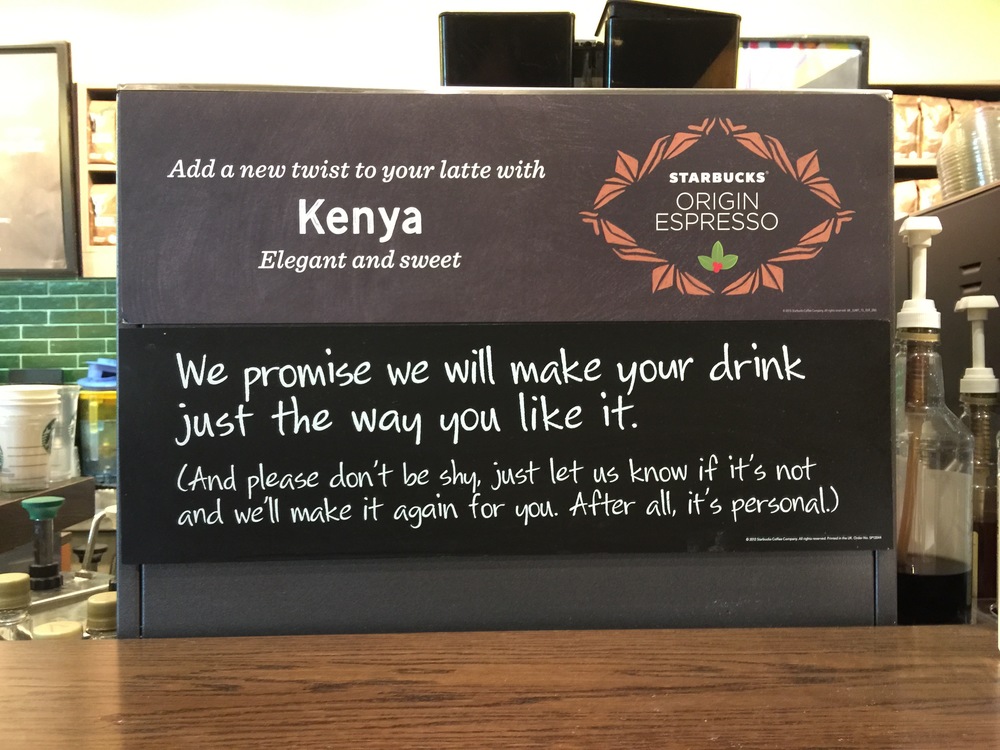 Add a new twist to your latte with
Kenya
Elegant and sweet
STARBUCKS®
ORIGIN
ESPRESSO
We promise we will make your drink
just the way you like it.
(And please don't be shy, just let us know if it's not
and we'll make it again for you. After all, it's personal.)